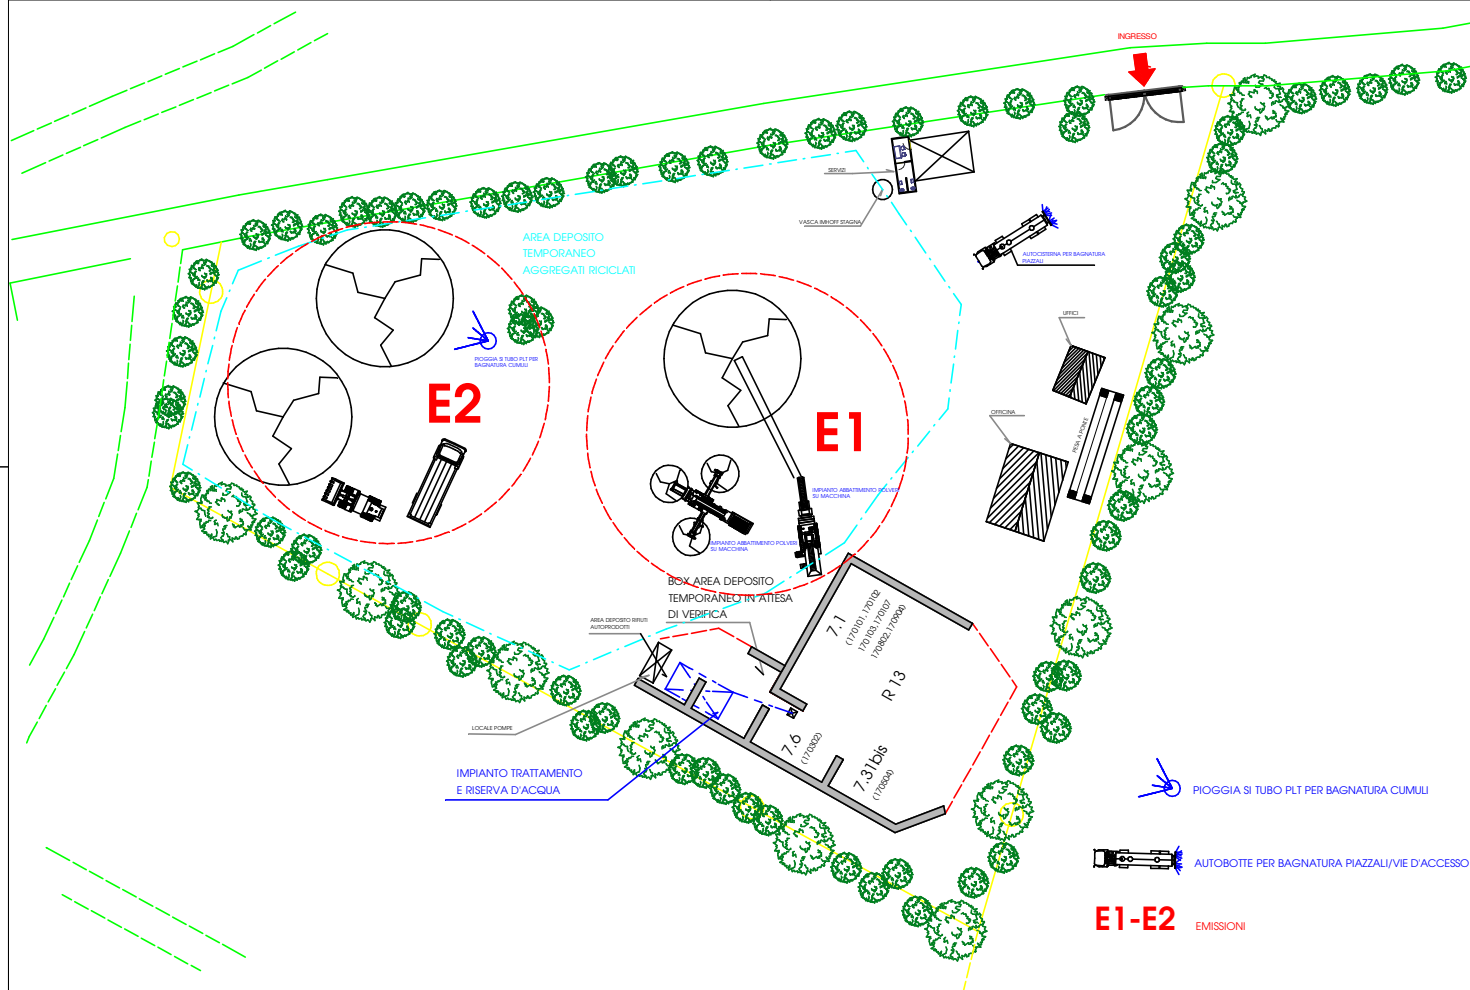 INGRESSO
SERVIZI
VASCA IMHOFF STAGNA
AREA DEPOSITO
TEMPORANEO
AGGREGATI RICICLATI
AUTOCISTERNA PER BAGNATURA
PIAZZALI
UFFICI
PIOGGIA SI TUBO PLT PER
BAGNATURA CUMULI
E2
E1
OFFICINA
PESA A PONTE
IMPIANTO ABBATTIMENTO POLVERI
SU MACCHINA
IMPIANTO ABBATTIMENTO POLVERI
SU MACCHINA
BOX AREA DEPOSITO
TEMPORANEO IN ATTESA
DI VERIFICA
AREA DEPOSITO RIFIUTI
AUTOPRODOTTI
7.1
(170101,170102
170103,170107
170802,170904)
R 13
LOCALE POMPE
7.6
(170302)
7.31bis
(170504)
IMPIANTO TRATTAMENTO
E RISERVA D'ACQUA
PIOGGIA SI TUBO PLT PER BAGNATURA CUMULI
AUTOBOTTE PER BAGNATURA PIAZZALI/VIE D'ACCESSO
E1-E2 EMISSIONI